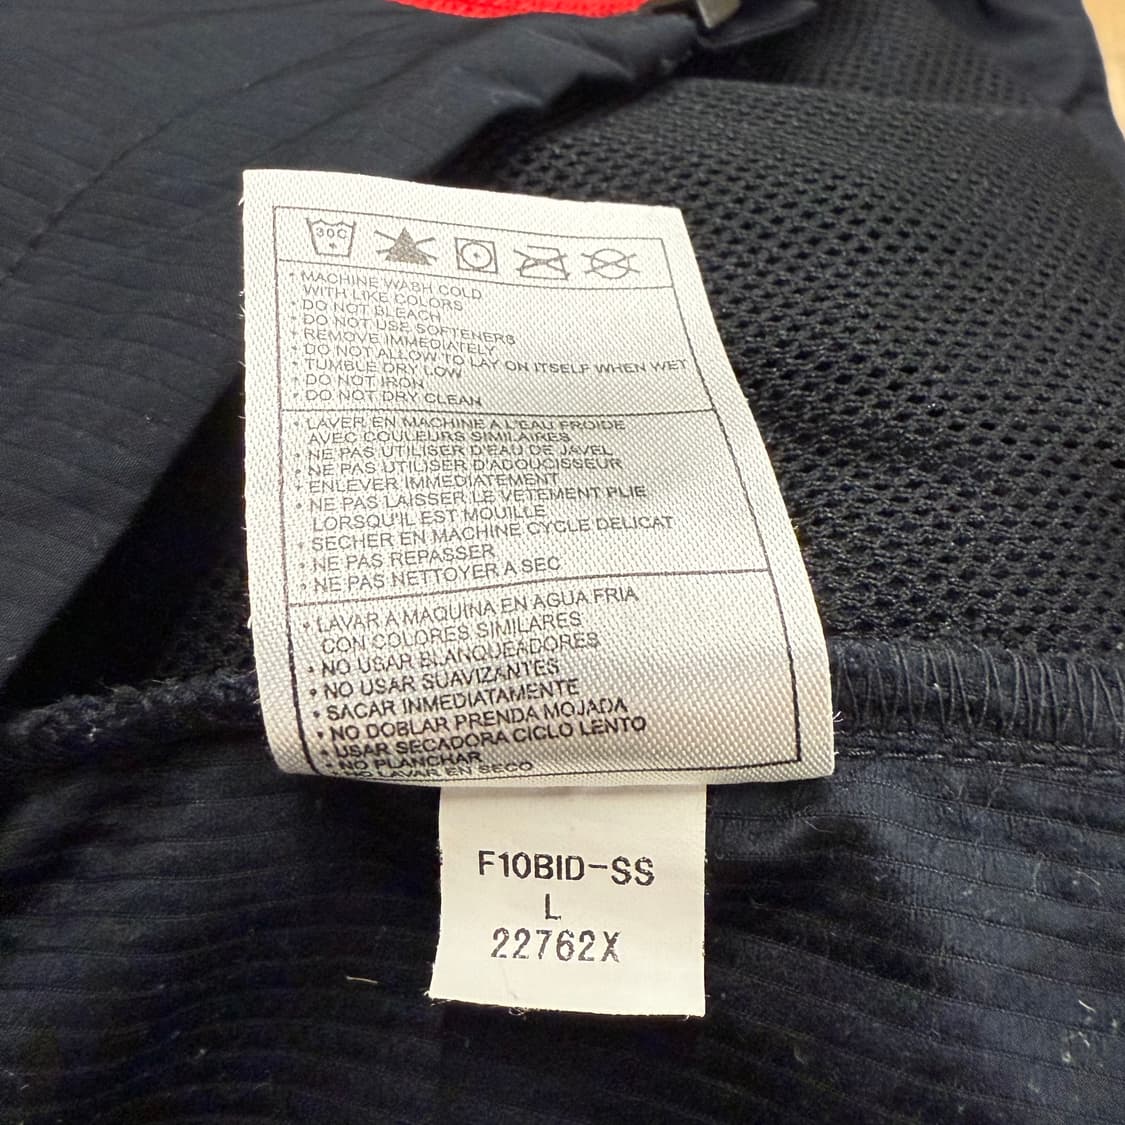 30C
• MACHINE WASH COLD
WITH LIKE COLORS
• DO NOT BLEACH
• DO NOT USE SOFTENERS
• REMOVE IMMEDIATELY
• DO NOT ALLOW TO LAY ON ITSELF WHEN WET
• TUMBLE DRY LOW
• DO NOT IRON
• DO NOT DRY CLEAN
• LAVER EN MACHINE A L'EAU FROIDE
AVEC COULEURS SIMILAIRES
• NE PAS UTILISER D'EAU DE JAVEL
• NE PAS UTILISER D'ADOUCISSEUR
• ENLEVER IMMEDIATEMENT
• NE PAS LAISSER LE VETEMENT PLIE
LORSQU'IL EST MOUILLE
• SECHER EN MACHINE CYCLE DELICAT
• NE PAS REPASSER
• NE PAS NETTOYER A SEC
• LAVAR A MAQUINA EN AGUA FRIA
CON COLORES SIMILARES
• NO USAR BLANQUEADORES
• NO USAR SUAVIZANTES
• SACAR INMEDIATAMENTE
• NO DOBLAR PRENDA MOJADA
• USAR SECADORA CICLO LENTO
• NO PLANCHAR
• NO LAVAR EN SECO
F10BID-SS
L
22762X